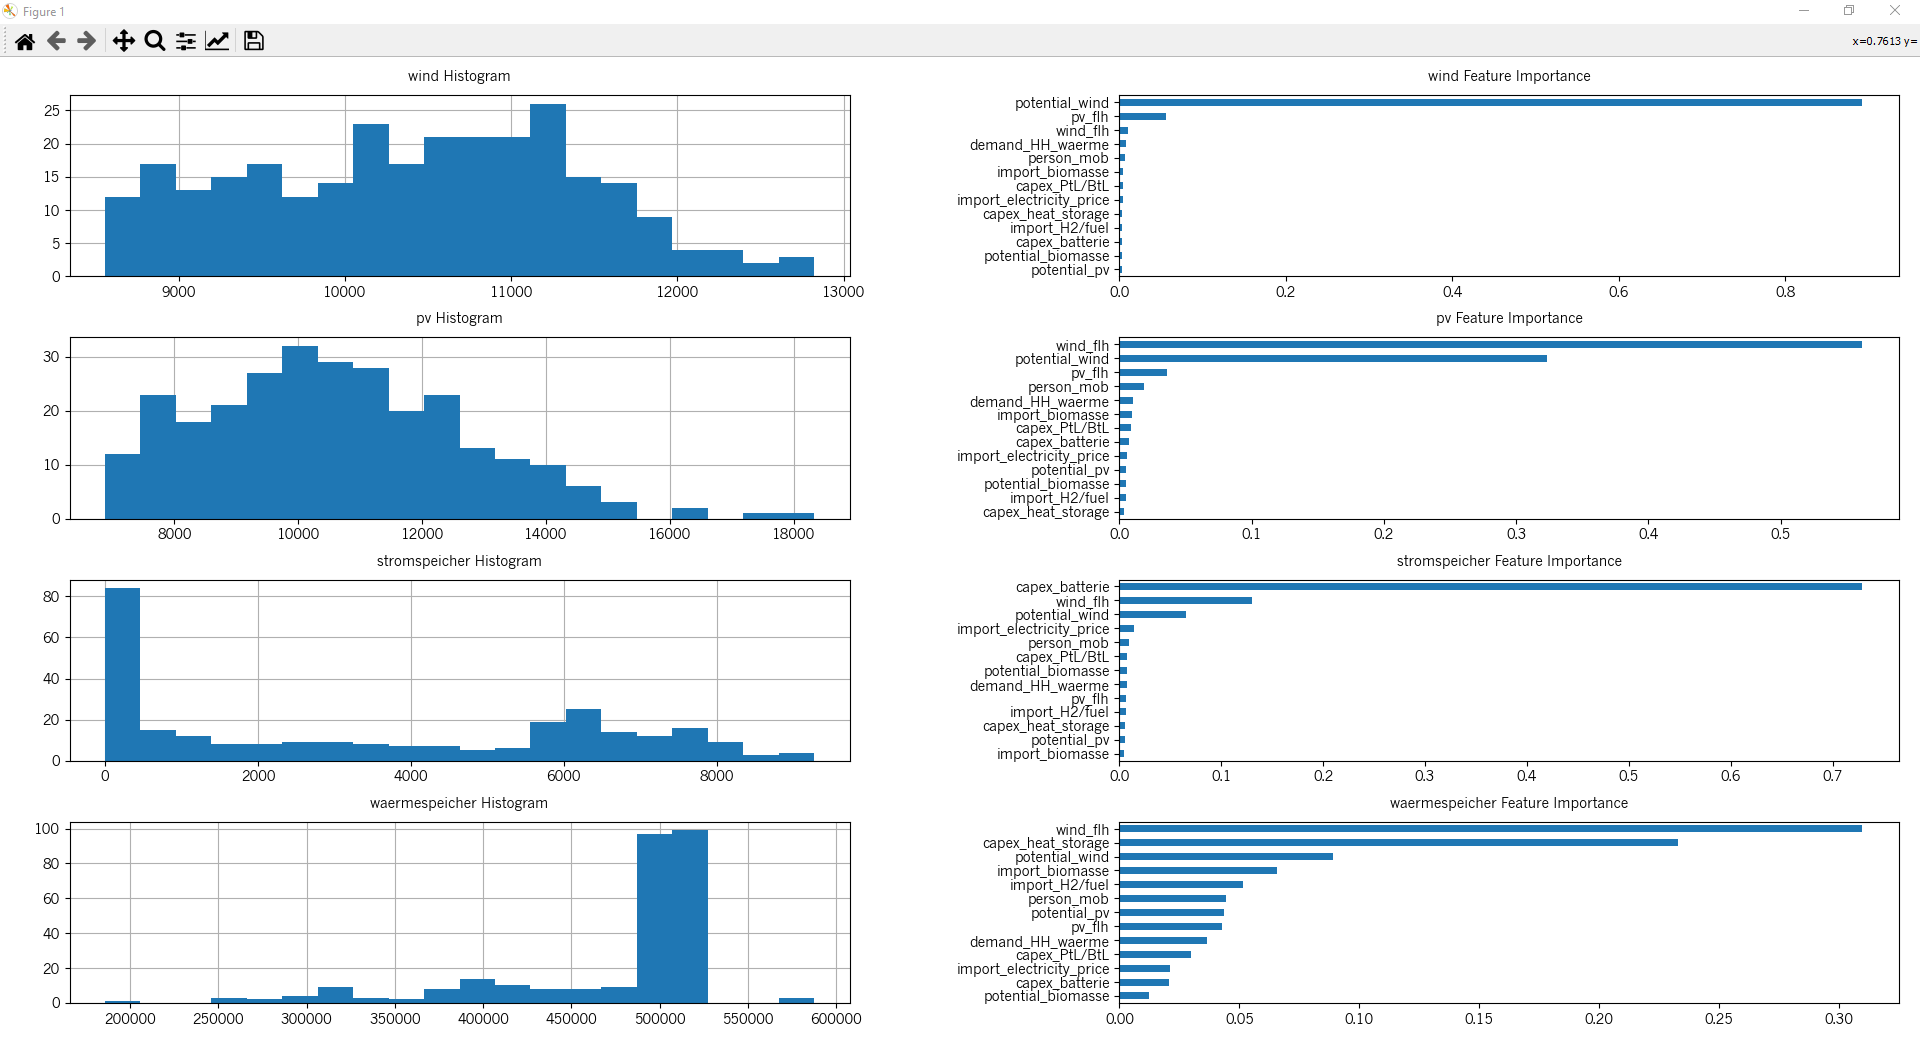 Figure 1
x=0.7613 y=
wind Histogram
25
20
15
10
5
0
9000 10000 11000 12000 13000
wind Feature Importance
potential_wind
pv_flh
wind_flh
demand_HH_waerme
person_mob
import_biomasse
capex_PtL/BtL
import_electricity_price
capex_heat_storage
import_H2/fuel
capex_batterie
potential_biomasse
potential_pv
0.0 0.2 0.4 0.6 0.8
pv Histogram
30
20
10
0
8000 10000 12000 14000 16000 18000
pv Feature Importance
wind_flh
potential_wind
pv_flh
person_mob
demand_HH_waerme
import_biomasse
capex_PtL/BtL
capex_batterie
import_electricity_price
potential_pv
potential_biomasse
import_H2/fuel
capex_heat_storage
0.0 0.1 0.2 0.3 0.4 0.5
stromspeicher Histogram
80
60
40
20
0
0 2000 4000 6000 8000
stromspeicher Feature Importance
capex_batterie
wind_flh
potential_wind
import_electricity_price
person_mob
capex_PtL/BtL
potential_biomasse
demand_HH_waerme
pv_flh
import_H2/fuel
capex_heat_storage
potential_pv
import_biomasse
0.0 0.1 0.2 0.3 0.4 0.5 0.6 0.7
waermespeicher Histogram
100
80
60
40
20
0
200000 250000 300000 350000 400000 450000 500000 550000 600000
waermespeicher Feature Importance
wind_flh
capex_heat_storage
potential_wind
import_biomasse
import_H2/fuel
person_mob
potential_pv
pv_flh
demand_HH_waerme
capex_PtL/BtL
import_electricity_price
capex_batterie
potential_biomasse
0.00 0.05 0.10 0.15 0.20 0.25 0.30